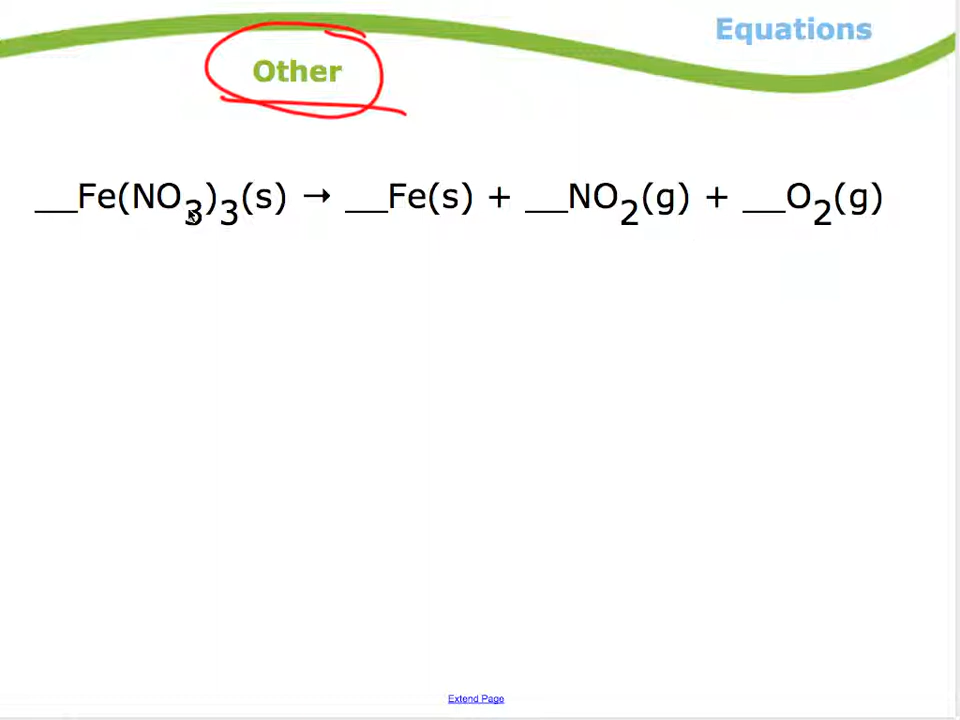 Equations
Other
__Fe(NO₃)₃(s) → __Fe(s) + __NO₂(g) + __O₂(g)
Extend Page